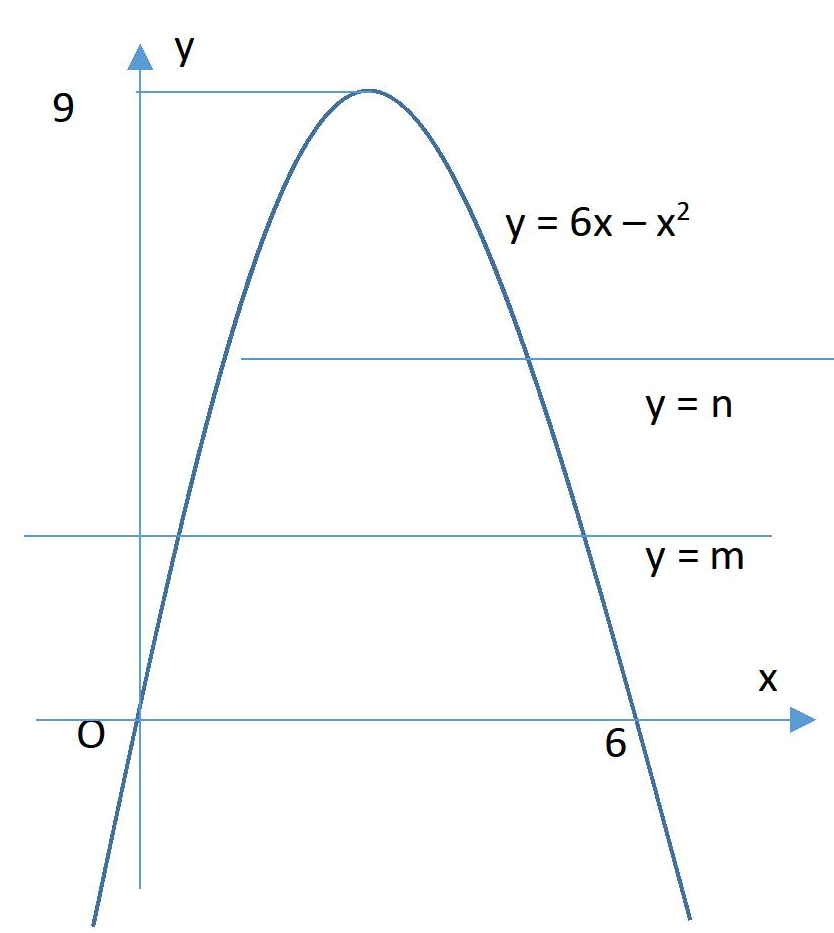 y
9
y = 6x – x²
y = n
y = m
x
O
6